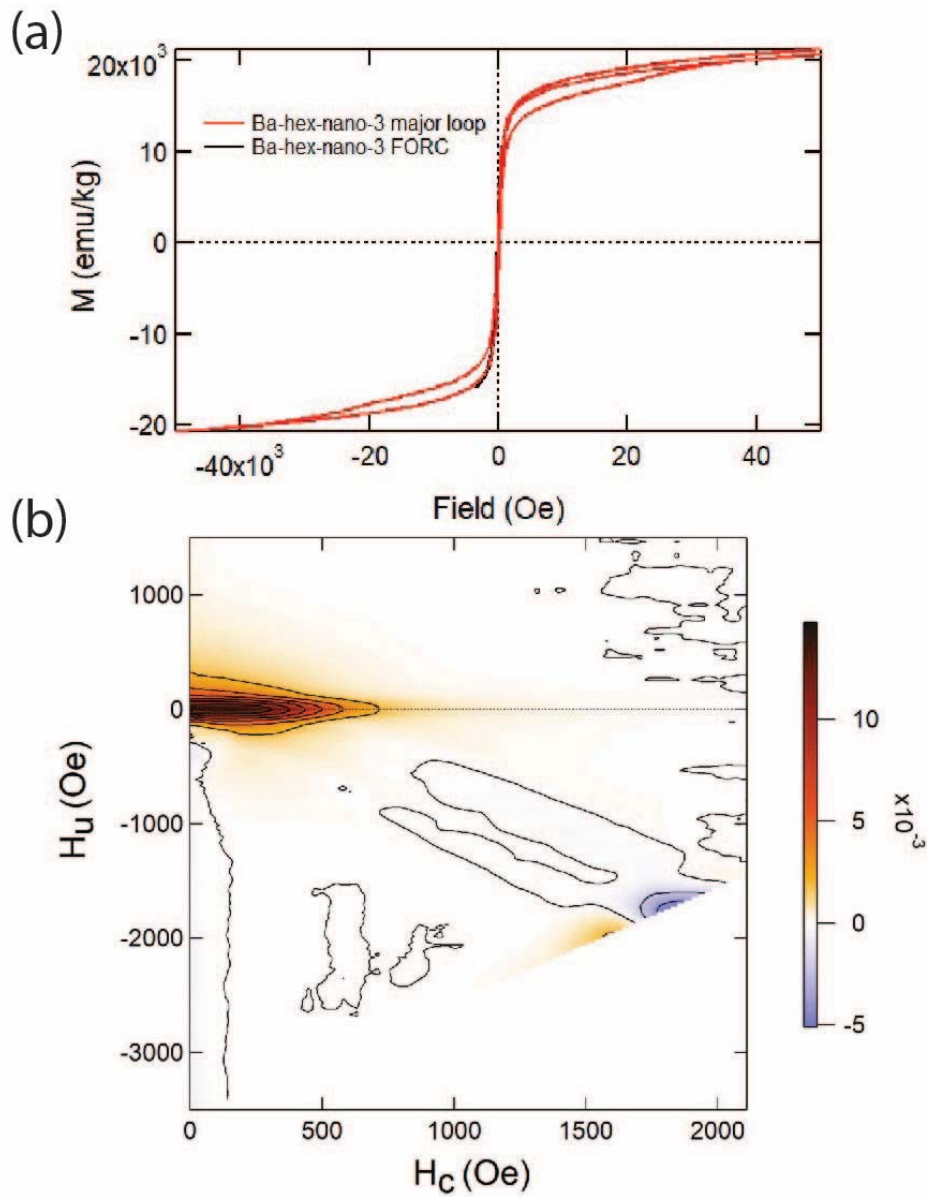 (a)
20x10³
10
0
-10
-20
M (emu/kg)
Ba-hex-nano-3 major loop
Ba-hex-nano-3 FORC
-40x10³
-20
0
20
40
Field (Oe)
(b)
1000
0
-1000
-2000
-3000
Hu (Oe)
0
500
1000
1500
2000
Hc (Oe)
10
5
0
-5
x10⁻³